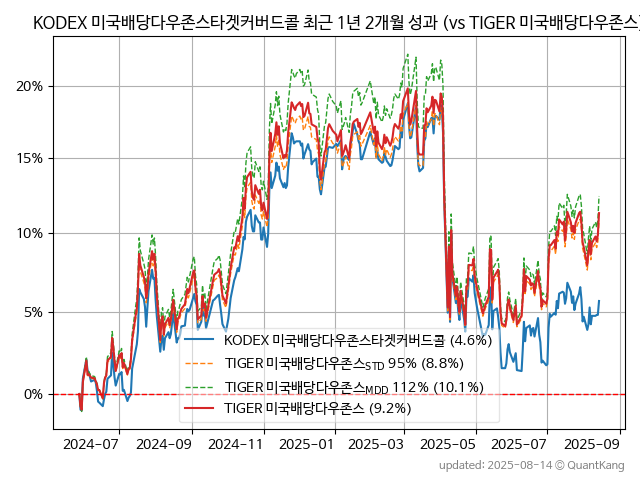 KODEX 미국배당다우존스타겟커버드콜 최근 1년 2개월 성과 (vs TIGER 미국배당다우존스)
20%
15%
10%
5%
0%
KODEX 미국배당다우존스타겟커버드콜 (4.6%)
TIGER 미국배당다우존스STD 95% (8.8%)
TIGER 미국배당다우존스MDD 112% (10.1%)
TIGER 미국배당다우존스 (9.2%)
2024-07 2024-09 2024-11 2025-01 2025-03 2025-05 2025-07 2025-09
updated: 2025-08-14 © QuantKang